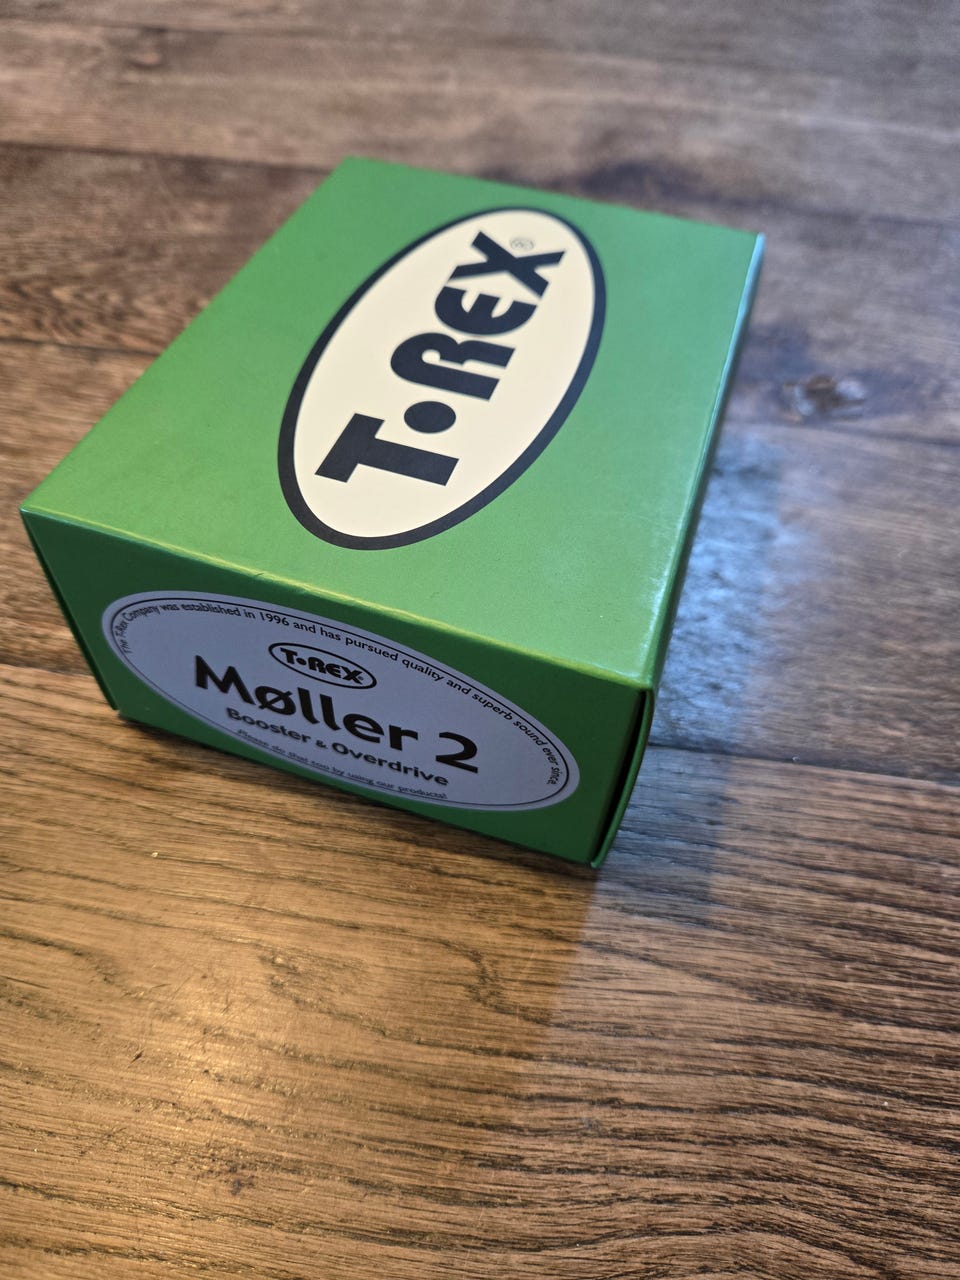 T•REX®
The T-Rex Company was established in 1996 and has pursued quality and superb sound ever since.
T•REX
Møller 2
Booster & Overdrive
Please do that too by using our products!